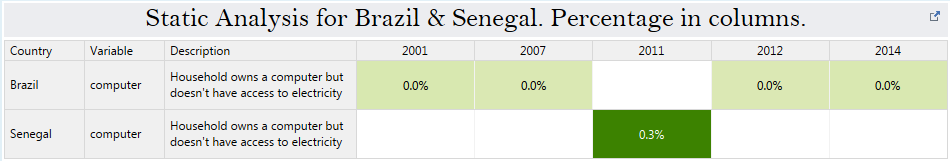 Static Analysis for Brazil & Senegal. Percentage in columns.
Country Variable Description 2001 2007 2011 2012 2014
Brazil computer Household owns a computer but doesn't have access to electricity 0.0% 0.0% 0.0% 0.0%
Senegal computer Household owns a computer but doesn't have access to electricity 0.3%